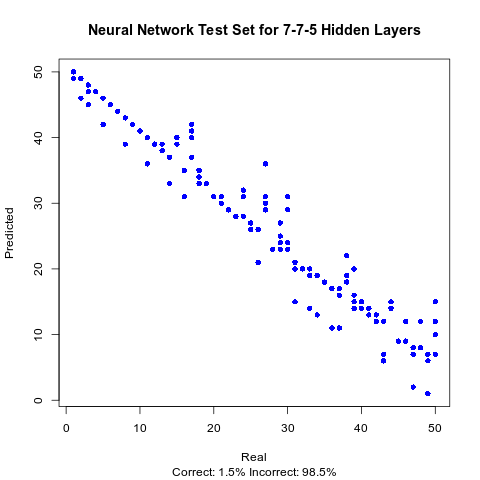 Neural Network Test Set for 7-7-5 Hidden Layers
Predicted
50
40
30
20
10
0
0 10 20 30 40 50
Real
Correct: 1.5% Incorrect: 98.5%